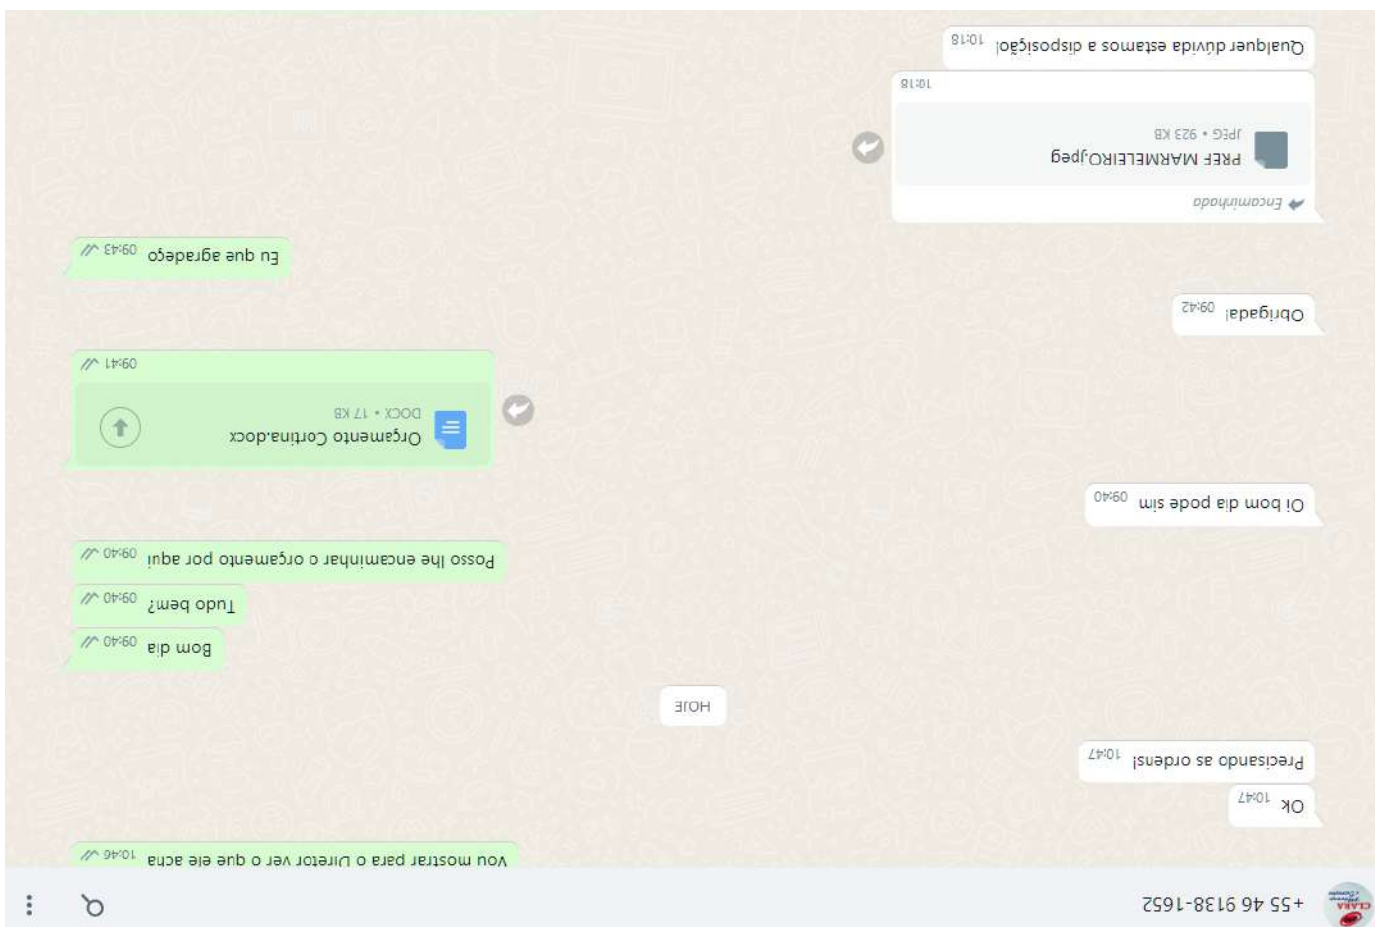 CLARA
+55 46 9138-1652
Vou mostrar para o Diretor ver o que ele acha 10:46
Ok 10:47
Precisando as ordens! 10:47
HOJE
Bom dia 09:40
Tudo bem? 09:40
Posso lhe encaminhar o orçamento por aqui 09:40
Oi bom dia pode sim 09:40
Orçamento Cortina.docx
DOCX • 17 KB
09:41
Obrigada! 09:42
Eu que agradeço 09:43
Encaminhada
PREF MARMELEIRO.jpeg
JPEG • 923 KB
10:18
Qualquer dúvida estamos a disposição! 10:18